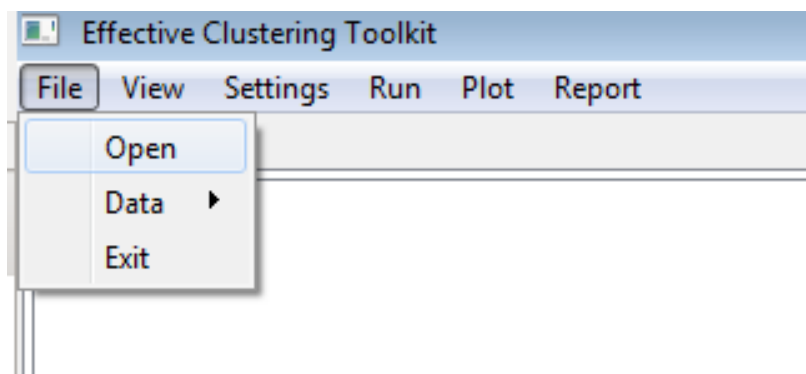 Effective Clustering Toolkit
File View Settings Run Plot Report
Open
Data
Exit